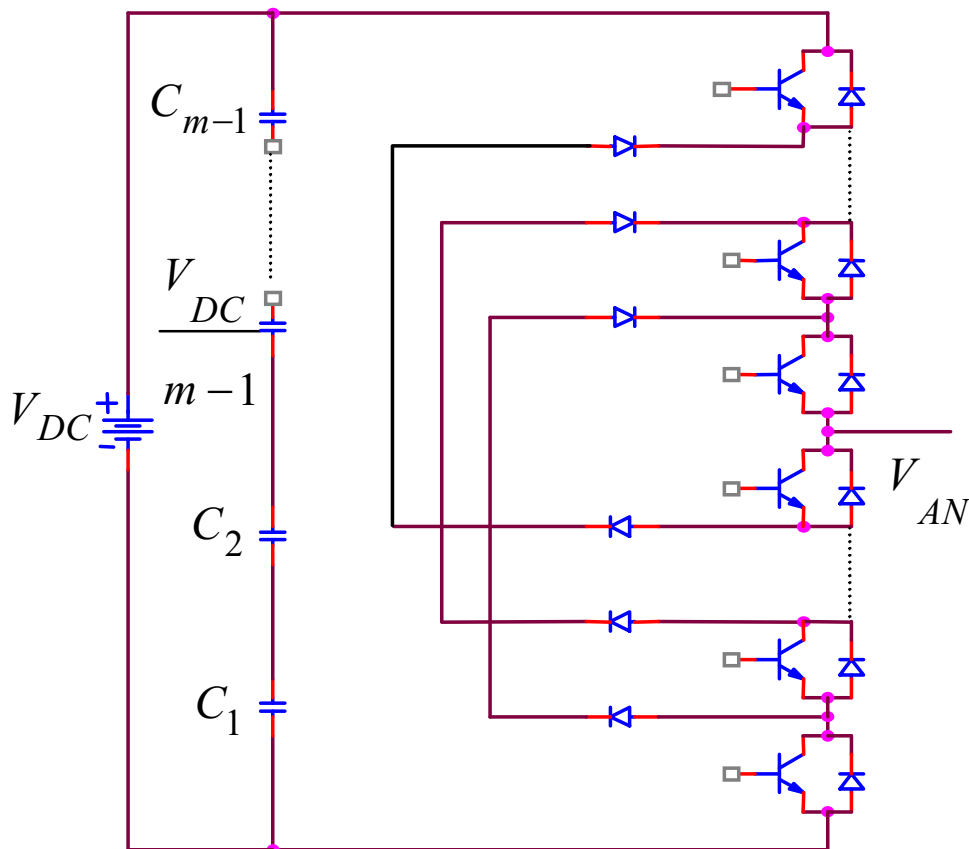 C_{m-1}
V_{DC}
m-1
V_{DC}
+
-
C_2
C_1
V_{AN}